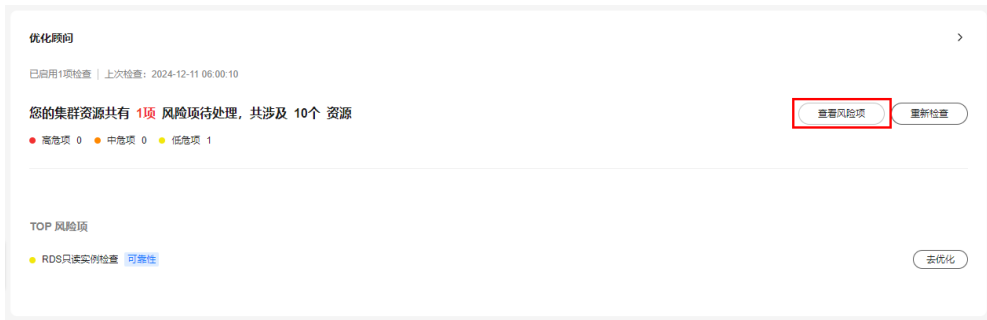 优化顾问
已启用1项检查 | 上次检查：2024-12-11 06:00:10
您的集群资源共有 1项 风险项待处理，共涉及 10个 资源
查看风险项 重新检查
高危项 0 中危项 0 低危项 1
TOP 风险项
RDS只读实例检查 可靠性 去优化